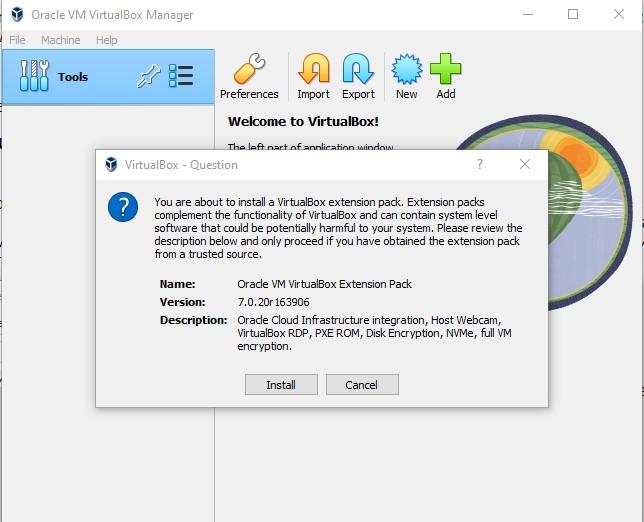 Oracle VM VirtualBox Manager
File Machine Help
Tools
Preferences Import Export New Add
Welcome to VirtualBox!
The left part of application window
VirtualBox - Question ?
You are about to install a VirtualBox extension pack. Extension packs
complement the functionality of VirtualBox and can contain system level
software that could be potentially harmful to your system. Please review the
description below and only proceed if you have obtained the extension pack
from a trusted source.
Name: Oracle VM VirtualBox Extension Pack
Version: 7.0.20r163906
Description: Oracle Cloud Infrastructure integration, Host Webcam,
VirtualBox RDP, PXE ROM, Disk Encryption, NVMe, full VM
encryption.
Install Cancel